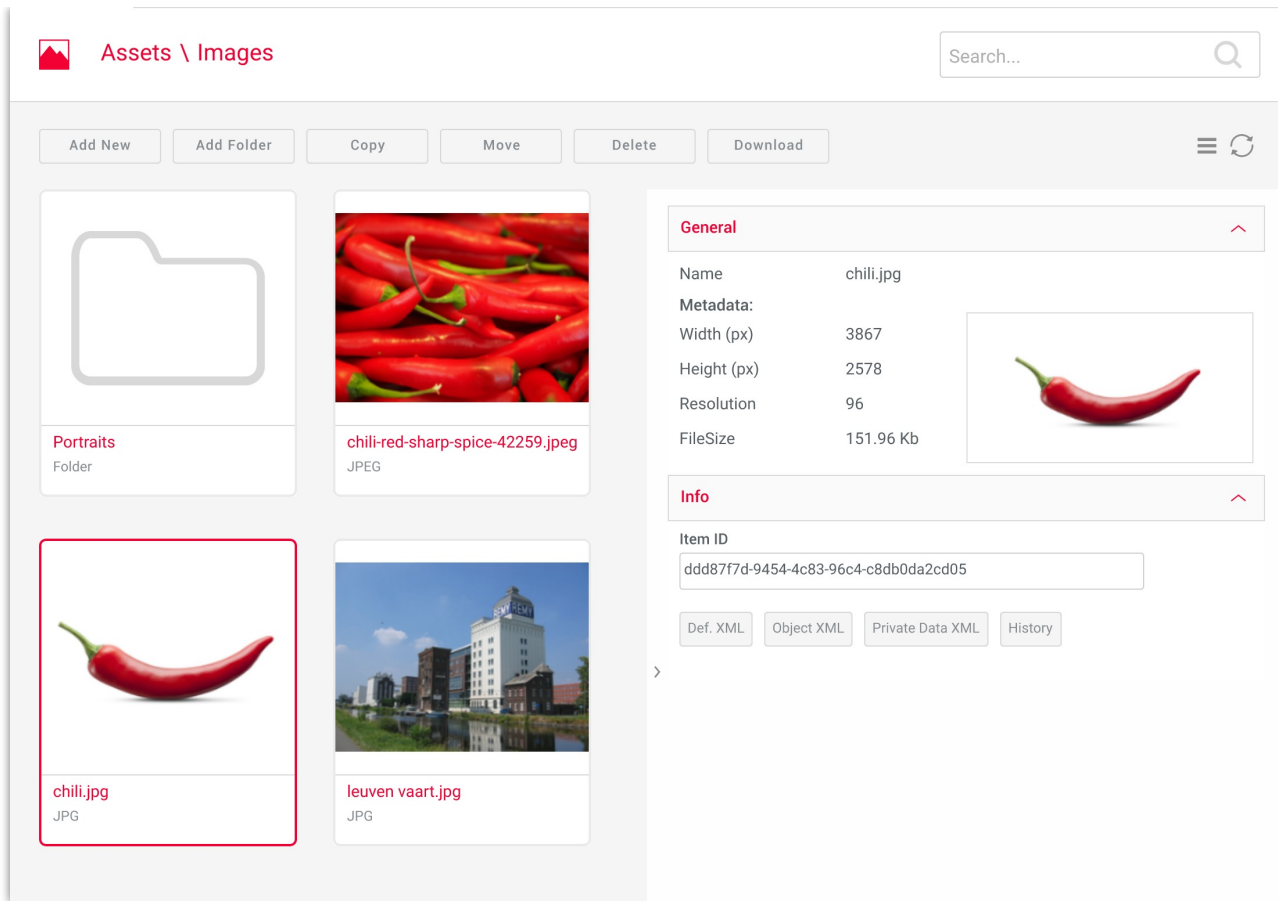 Assets \ Images
Search...
Add New
Add Folder
Copy
Move
Delete
Download
Portraits
Folder
chili-red-sharp-spice-42259.jpeg
JPEG
REMY REMY
chili.jpg
JPG
leuven vaart.jpg
JPG
General
Name chili.jpg
Metadata:
Width (px) 3867
Height (px) 2578
Resolution 96
FileSize 151.96 Kb
Info
Item ID
ddd87f7d-9454-4c83-96c4-c8db0da2cd05
Def. XML
Object XML
Private Data XML
History